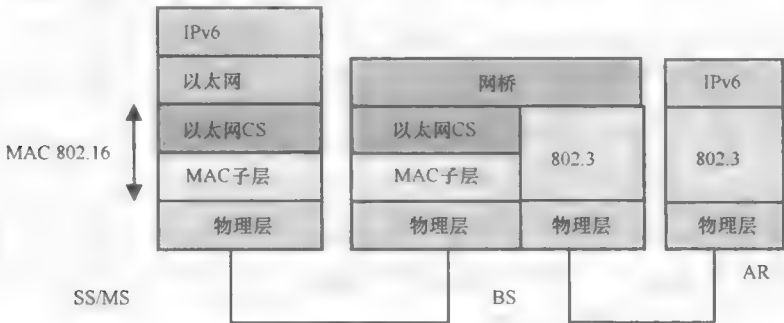 IPv6
以太网
以太网CS
MAC子层
物理层
MAC 802.16
SS/MS
网桥
以太网CS
802.3
MAC子层
物理层
物理层
BS
IPv6
802.3
物理层
AR